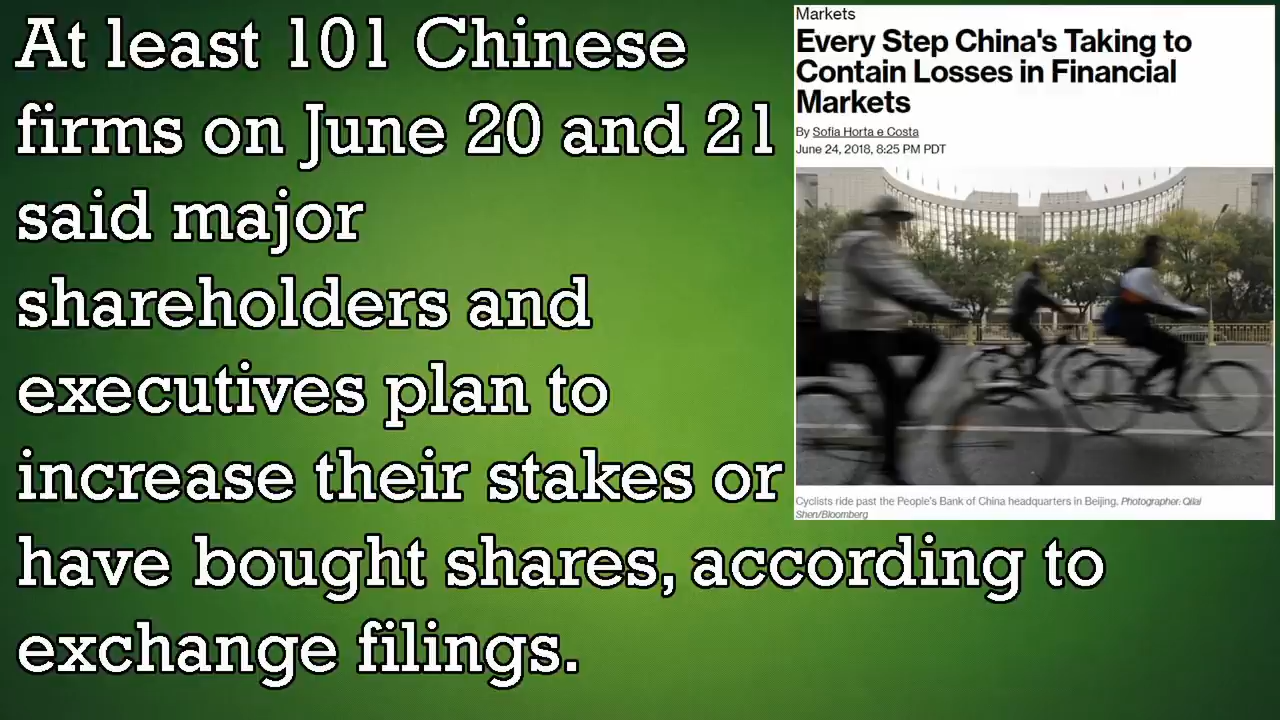 At least 101 Chinese
firms on June 20 and 21
said major
shareholders and
executives plan to
increase their stakes or
have bought shares, according to
exchange filings.
Markets
Every Step China's Taking to
Contain Losses in Financial
Markets
By Sofia Horta e Costa
June 24, 2018, 8:25 PM PDT
Cyclists ride past the People's Bank of China headquarters in Beijing. Photographer: Qilai
Shen/Bloomberg